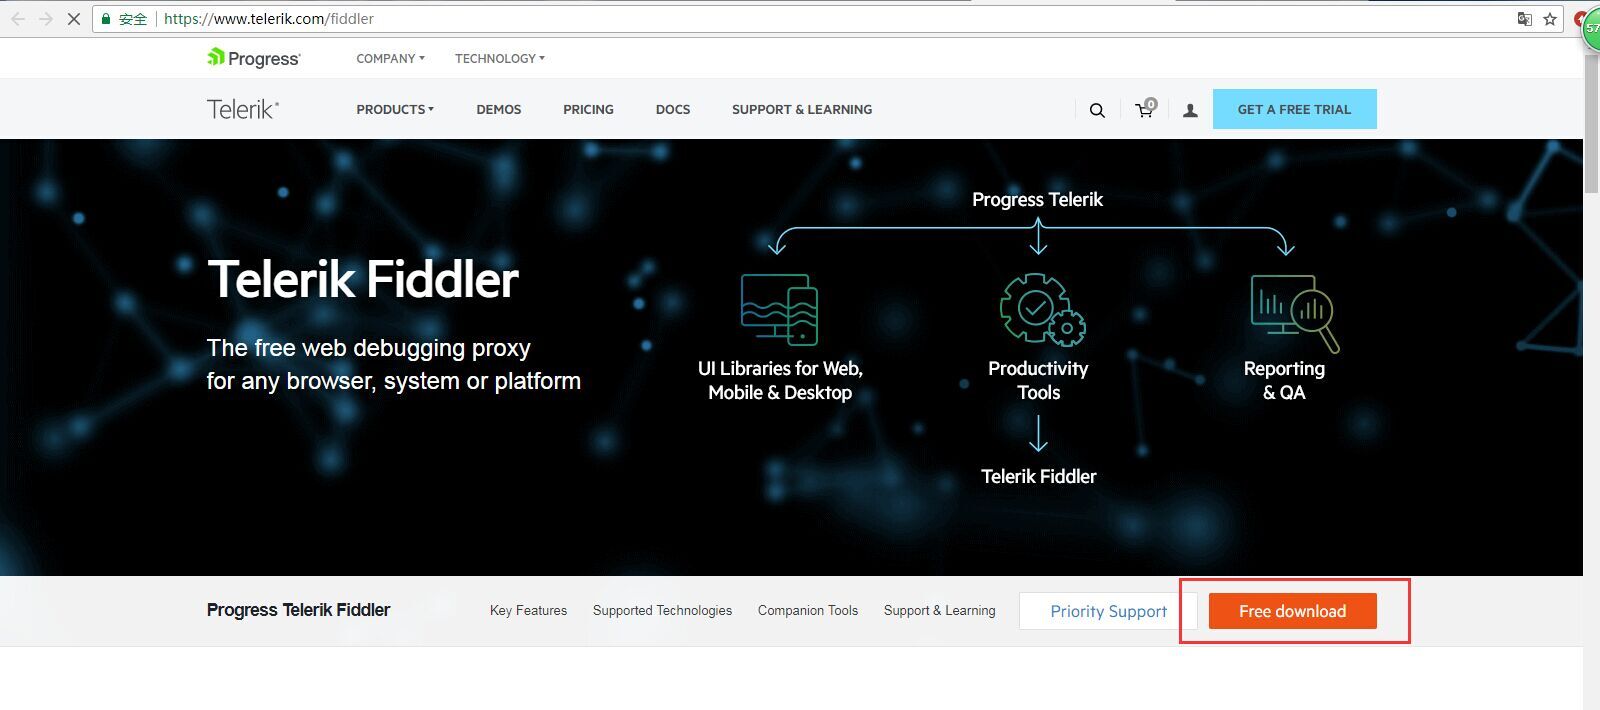 安全 https://www.telerik.com/fiddler
57
Progress COMPANY TECHNOLOGY
Telerik PRODUCTS DEMOS PRICING DOCS SUPPORT & LEARNING 0 GET A FREE TRIAL
Progress Telerik
Telerik Fiddler
The free web debugging proxy
for any browser, system or platform
UI Libraries for Web,
Mobile & Desktop
Productivity
Tools
Reporting
& QA
Telerik Fiddler
Progress Telerik Fiddler Key Features Supported Technologies Companion Tools Support & Learning Priority Support Free download